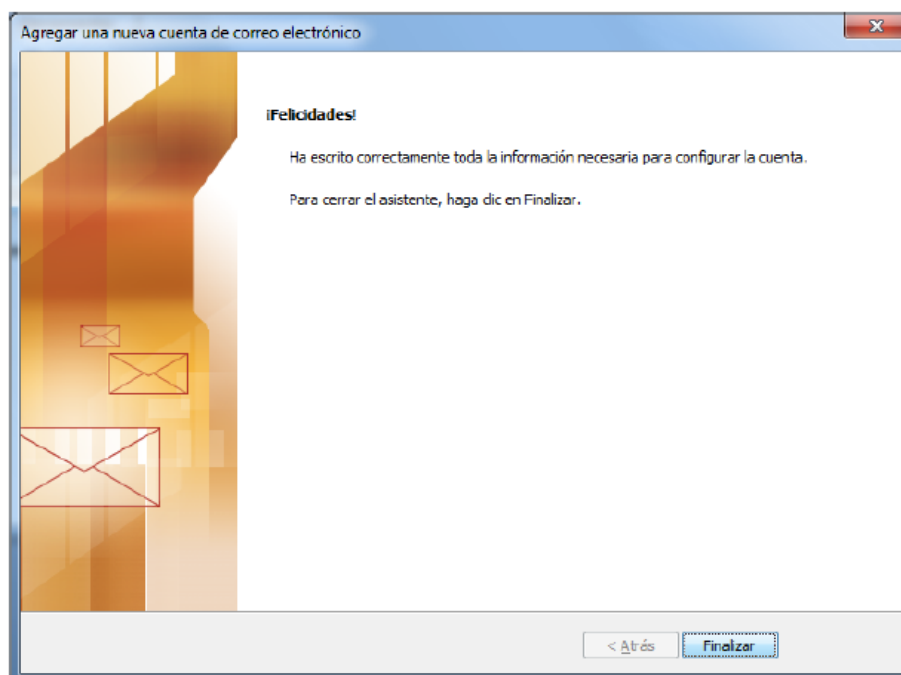 Agregar una nueva cuenta de correo electrónico
¡Felicidades!
Ha escrito correctamente toda la información necesaria para configurar la cuenta.
Para cerrar el asistente, haga clic en Finalizar.
< Atrás
Finalizar